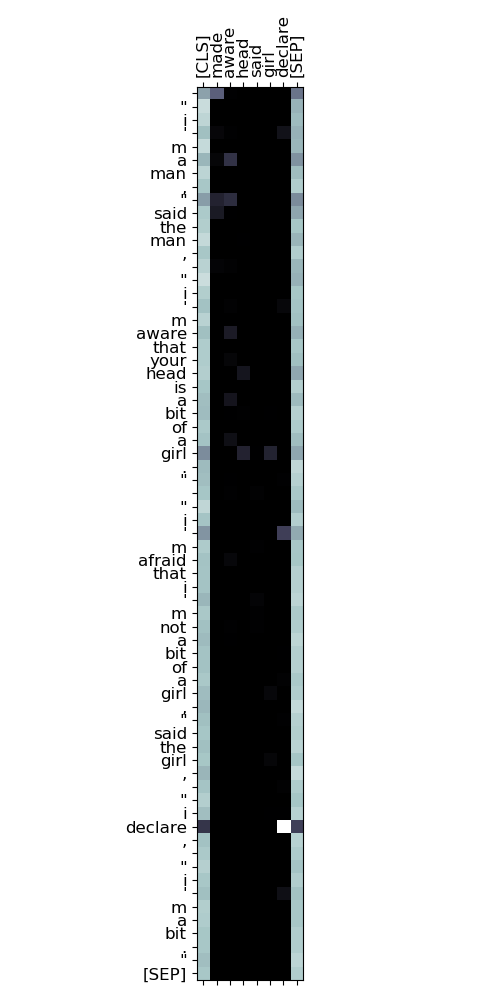 [CLS]
made
aware
head
said
girl
declare
[SEP]
"
i
'
m
a
man
,
"
said
the
man
,
"
i
'
m
aware
that
your
head
is
a
bit
of
a
girl
.
"
"
i
'
m
afraid
that
i
'
m
not
a
bit
of
a
girl
,
"
said
the
girl
,
"
i
declare
,
"
i
'
m
a
bit
.
"
[SEP]